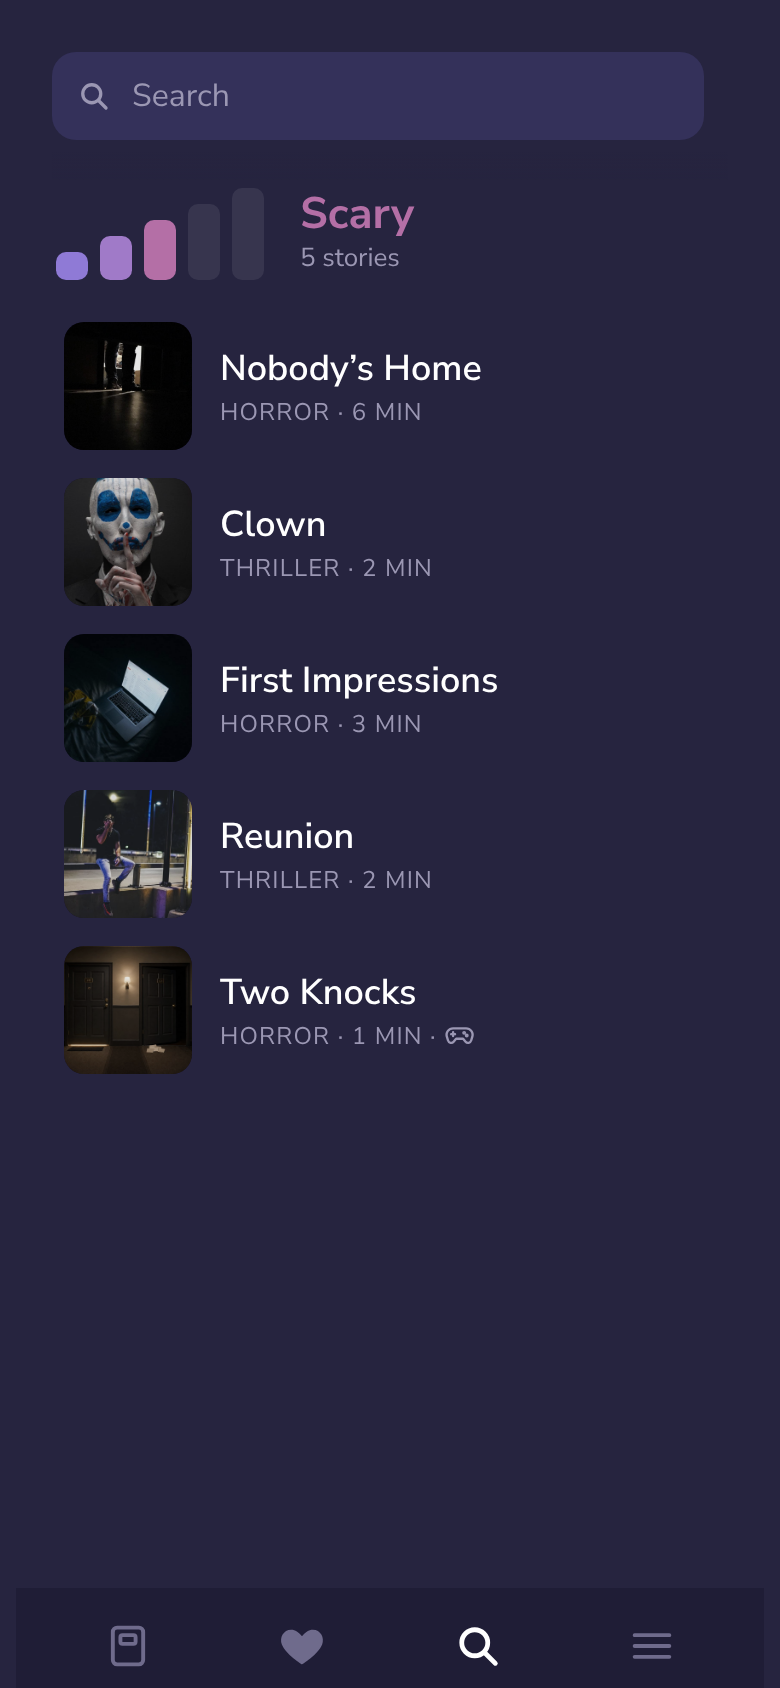 Search
Scary
5 stories
Nobody’s Home
HORROR · 6 MIN
Clown
THRILLER · 2 MIN
First Impressions
HORROR · 3 MIN
Reunion
THRILLER · 2 MIN
Two Knocks
HORROR · 1 MIN ·